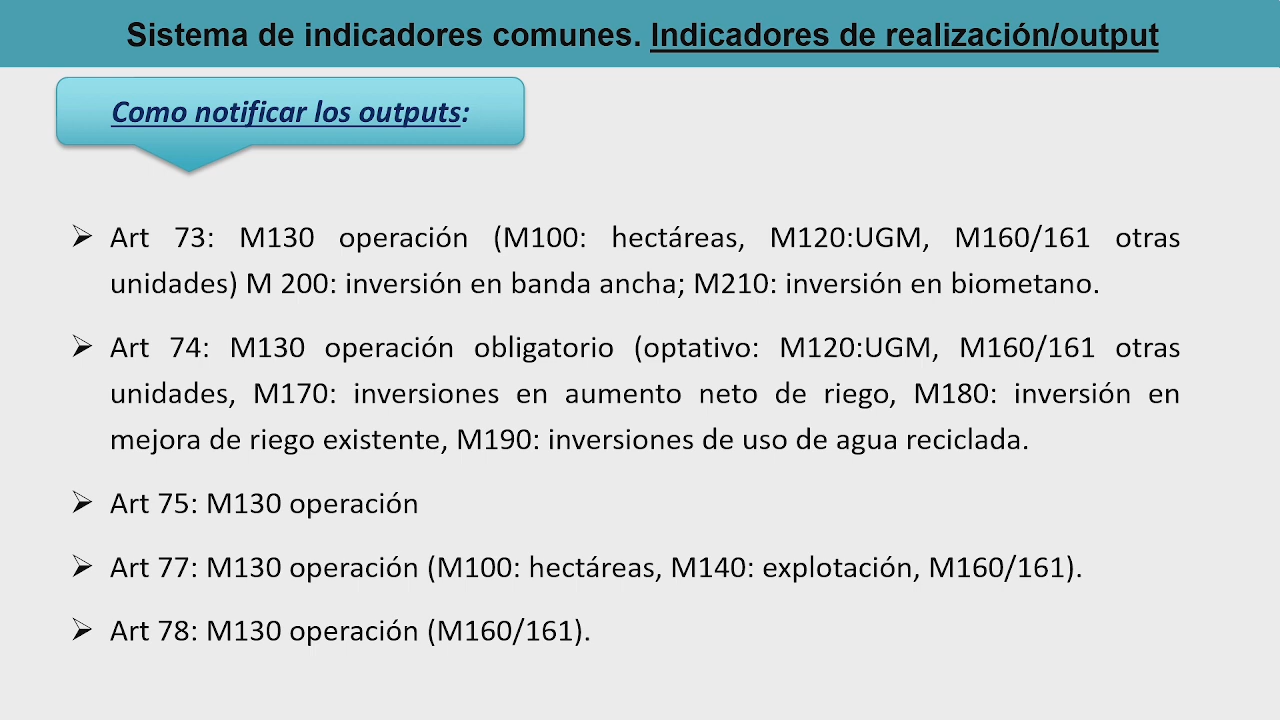 Sistema de indicadores comunes. Indicadores de realización/output
Como notificar los outputs:
Art 73: M130 operación (M100: hectáreas, M120:UGM, M160/161 otras
unidades) M 200: inversión en banda ancha; M210: inversión en biometano.
Art 74: M130 operación obligatorio (optativo: M120:UGM, M160/161 otras
unidades, M170: inversiones en aumento neto de riego, M180: inversión en
mejora de riego existente, M190: inversiones de uso de agua reciclada.
Art 75: M130 operación
Art 77: M130 operación (M100: hectáreas, M140: explotación, M160/161).
Art 78: M130 operación (M160/161).